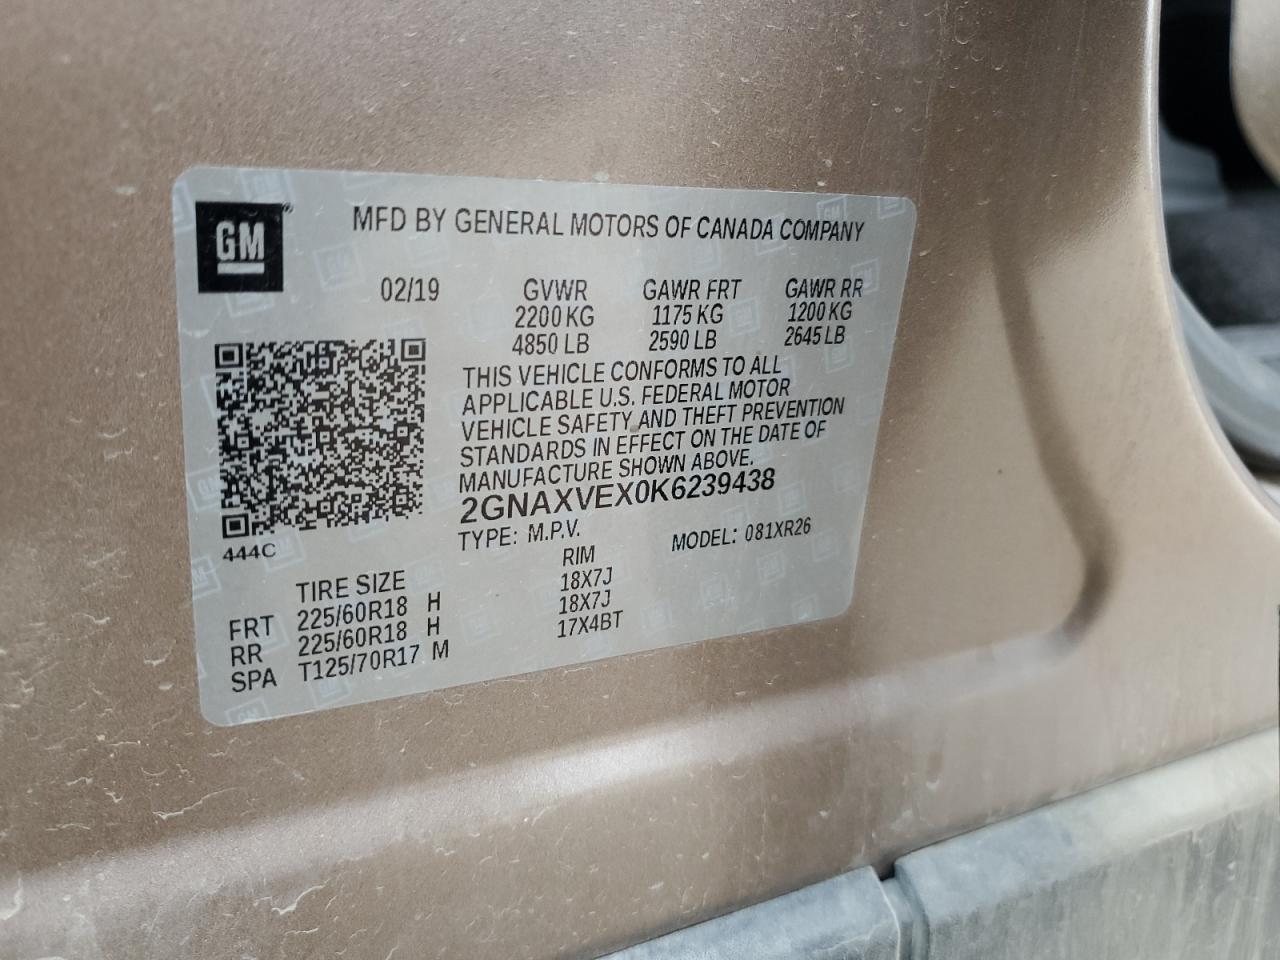 GM
MFD BY GENERAL MOTORS OF CANADA COMPANY
02/19 GVWR GAWR FRT GAWR RR
2200 KG 1175 KG 1200 KG
4850 LB 2590 LB 2645 LB
THIS VEHICLE CONFORMS TO ALL
APPLICABLE U.S. FEDERAL MOTOR
VEHICLE SAFETY AND THEFT PREVENTION
STANDARDS IN EFFECT ON THE DATE OF
MANUFACTURE SHOWN ABOVE.
2GNAXVEX0K6239438
444C TYPE: M.P.V. MODEL: 081XR26
TIRE SIZE RIM
FRT 225/60R18 H 18X7J
RR 225/60R18 H 18X7J
SPA T125/70R17 M 17X4BT